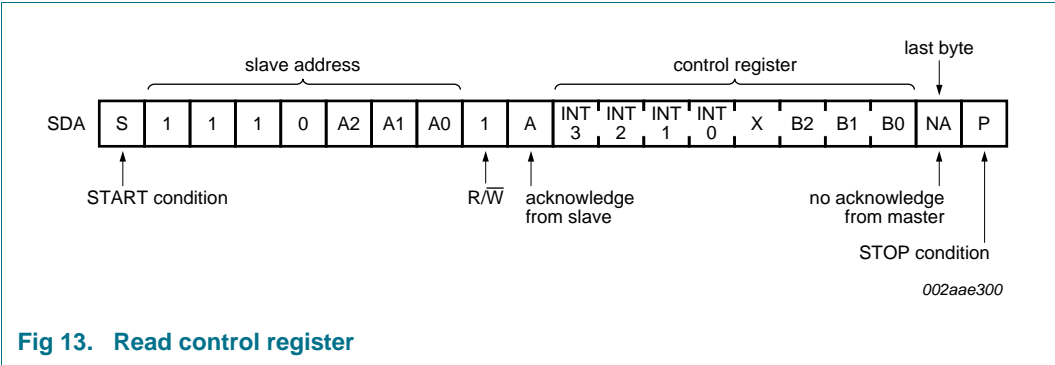 last byte
slave address control register
SDA S 1 1 1 0 A2 A1 A0 1 A INT 3 INT 2 INT 1 INT 0 X B2 B1 B0 NA P
START condition R/W̅ acknowledge from slave no acknowledge from master
STOP condition
002aae300
Fig 13. Read control register